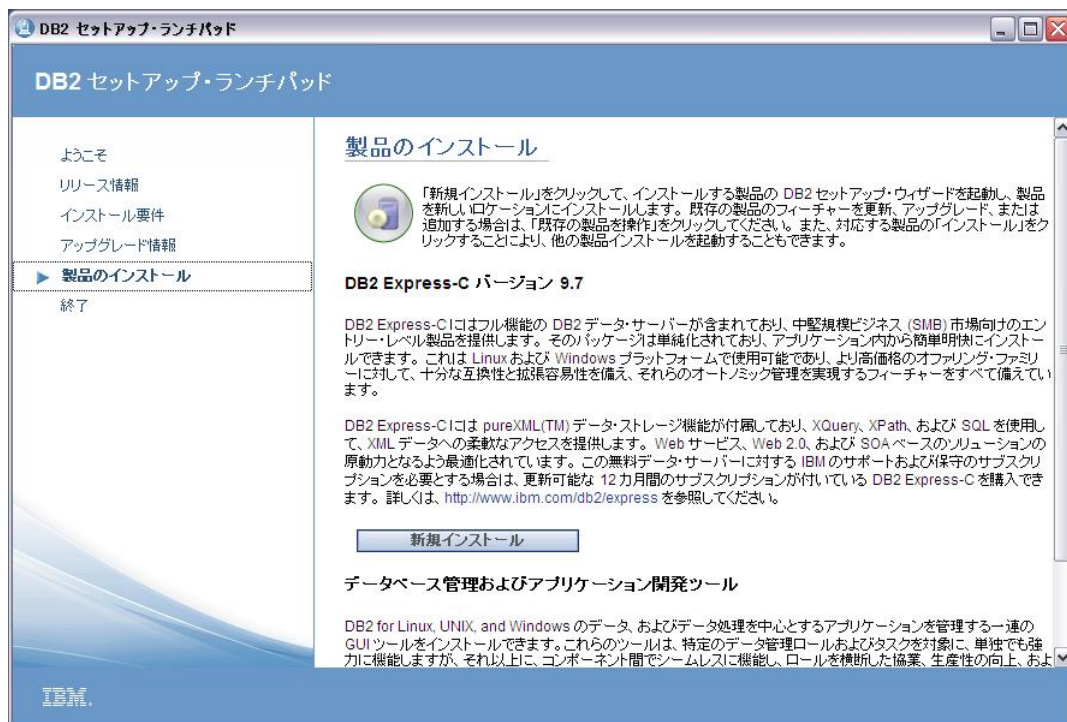 DB2 セットアップ・ランチパッド
DB2 セットアップ・ランチパッド
ようこそ
リリース情報
インストール要件
アップグレード情報
製品のインストール
終了
製品のインストール
「新規インストール」をクリックして、インストールする製品の DB2 セットアップ・ウィザードを起動し、製品
を新しいロケーションにインストールします。既存の製品のフィーチャーを更新、アップグレード、または
追加する場合は、「既存の製品を操作」をクリックしてください。また、対応する製品の「インストール」をク
リックすることにより、他の製品インストールを起動することもできます。
DB2 Express-C バージョン 9.7
DB2 Express-C にはフル機能の DB2 データ・サーバーが含まれており、中堅規模ビジネス (SMB) 市場向けのエン
トリー・レベル製品を提供します。そのパッケージは単純化されており、アプリケーション内から簡単明快にインストー
ルできます。これは Linux および Windows プラットフォームで使用可能であり、より高価格のオファリング・ファミリ
ーに対して、十分な互換性と拡張容易性を備え、それらのオートノミック管理を実現するフィーチャーをすべて備えてい
ます。
DB2 Express-C には pureXML(TM) データ・ストレージ機能が付属しており、XQuery、XPath、および SQL を使用し
て、XML データへの柔軟なアクセスを提供します。Web サービス、Web 2.0、および SOA ベースのソリューションの
原動力となるよう最適化されています。この無料データ・サーバーに対する IBM のサポートおよび保守のサブスクリ
プションを必要とする場合は、更新可能な 12 カ月間のサブスクリプションが付いている DB2 Express-C を購入でき
ます。詳しくは、http://www.ibm.com/db2/express を参照してください。
新規インストール
データベース管理およびアプリケーション開発ツール
DB2 for Linux, UNIX, and Windows のデータ、およびデータ処理を中心とするアプリケーションを管理する一連の
GUI ツールをインストールできます。これらのツールは、特定のデータ管理ロールおよびタスクを対象に、単独でも強
力に機能しますが、それ以上に、コンポーネント間でシームレスに機能し、ロールを横断した協業、生産性の向上、およ
IBM.